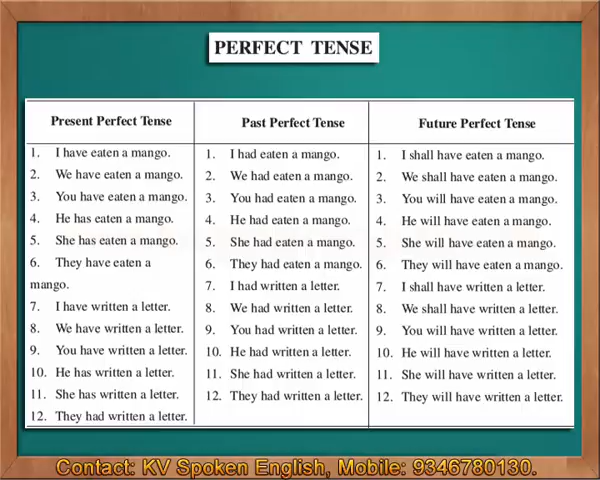 PERFECT TENSE
Present Perfect Tense
1. I have eaten a mango.
2. We have eaten a mango.
3. You have eaten a mango.
4. He has eaten a mango.
5. She has eaten a mango.
6. They have eaten a
mango.
7. I have written a letter.
8. We have written a letter.
9. You have written a letter.
10. He has written a letter.
11. She has written a letter.
12. They had written a letter.
Past Perfect Tense
1. I had eaten a mango.
2. We had eaten a mango.
3. You had eaten a mango.
4. He had eaten a mango.
5. She had eaten a mango.
6. They had eaten a mango.
7. I had written a letter.
8. We had written a letter.
9. You had written a letter.
10. He had written a letter.
11. She had written a letter.
12. They had written a letter.
Future Perfect Tense
1. I shall have eaten a mango.
2. We shall have eaten a mango.
3. You will have eaten a mango.
4. He will have eaten a mango.
5. She will have eaten a mango.
6. They will have eaten a mango.
7. I shall have written a letter.
8. We shall have written a letter.
9. You will have written a letter.
10. He will have written a letter.
11. She will have written a letter.
12. They will have written a letter.
Contact: KV Spoken English, Mobile: 9346780130.